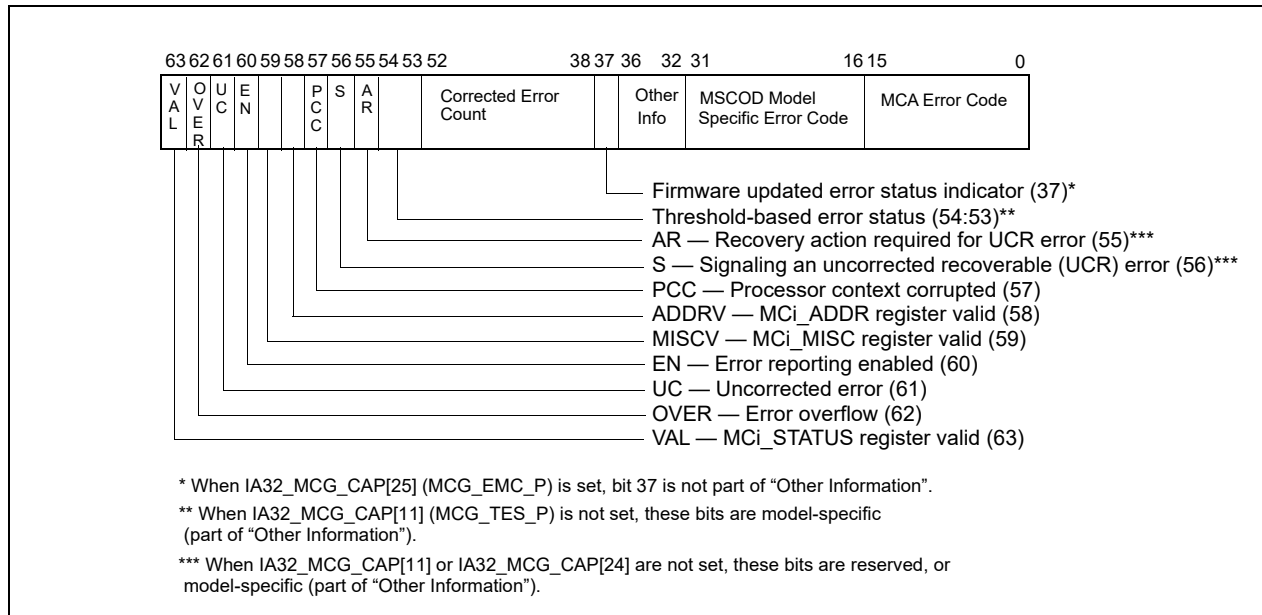 63 62 61 60 59 58 57 56 55 54 53 52 38 37 36 32 31 16 15 0
VAL
OVER
UC
EN
PCC
S
AR
Corrected Error
Count
Other
Info
MSCOD Model
Specific Error Code
MCA Error Code
Firmware updated error status indicator (37)*
Threshold-based error status (54:53)**
AR — Recovery action required for UCR error (55)***
S — Signaling an uncorrected recoverable (UCR) error (56)***
PCC — Processor context corrupted (57)
ADDRV — MCi_ADDR register valid (58)
MISCV — MCi_MISC register valid (59)
EN — Error reporting enabled (60)
UC — Uncorrected error (61)
OVER — Error overflow (62)
VAL — MCi_STATUS register valid (63)
* When IA32_MCG_CAP[25] (MCG_EMC_P) is set, bit 37 is not part of “Other Information”.
** When IA32_MCG_CAP[11] (MCG_TES_P) is not set, these bits are model-specific
(part of “Other Information”).
*** When IA32_MCG_CAP[11] or IA32_MCG_CAP[24] are not set, these bits are reserved, or
model-specific (part of “Other Information”).